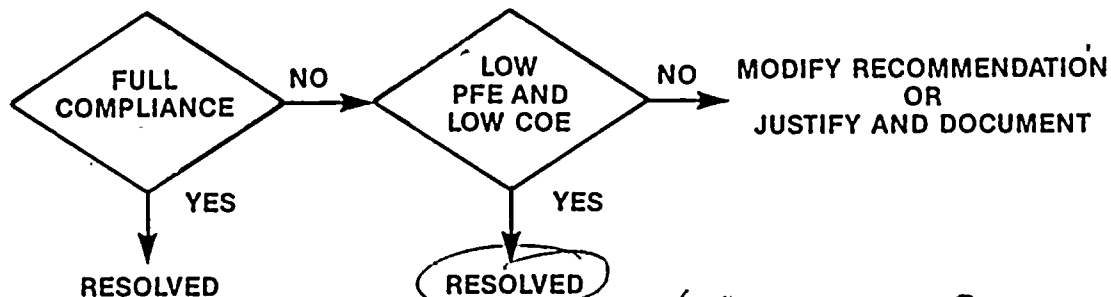 FULL
COMPLIANCE
NO
LOW
PFE AND
LOW COE
NO
MODIFY RECOMMENDATION
OR
JUSTIFY AND DOCUMENT
YES
YES
RESOLVED
RESOLVED